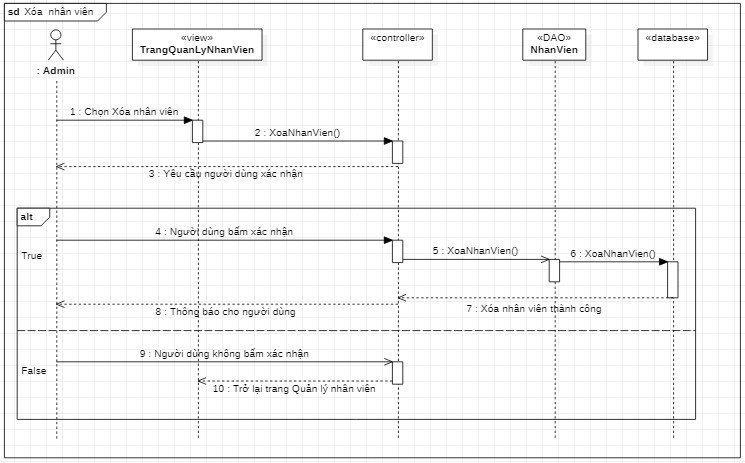 sd Xóa nhân viên
: Admin
«view»
TrangQuanLyNhanVien
«controller»
«DAO»
NhanVien
«database»
1 : Chọn Xóa nhân viên
2 : XoaNhanVien()
3 : Yêu cầu người dùng xác nhận
alt
True
4 : Người dùng bấm xác nhận
5 : XoaNhanVien()
6 : XoaNhanVien()
7 : Xóa nhân viên thành công
8 : Thông báo cho người dùng
False
9 : Người dùng không bấm xác nhận
10 : Trở lại trang Quản lý nhân viên